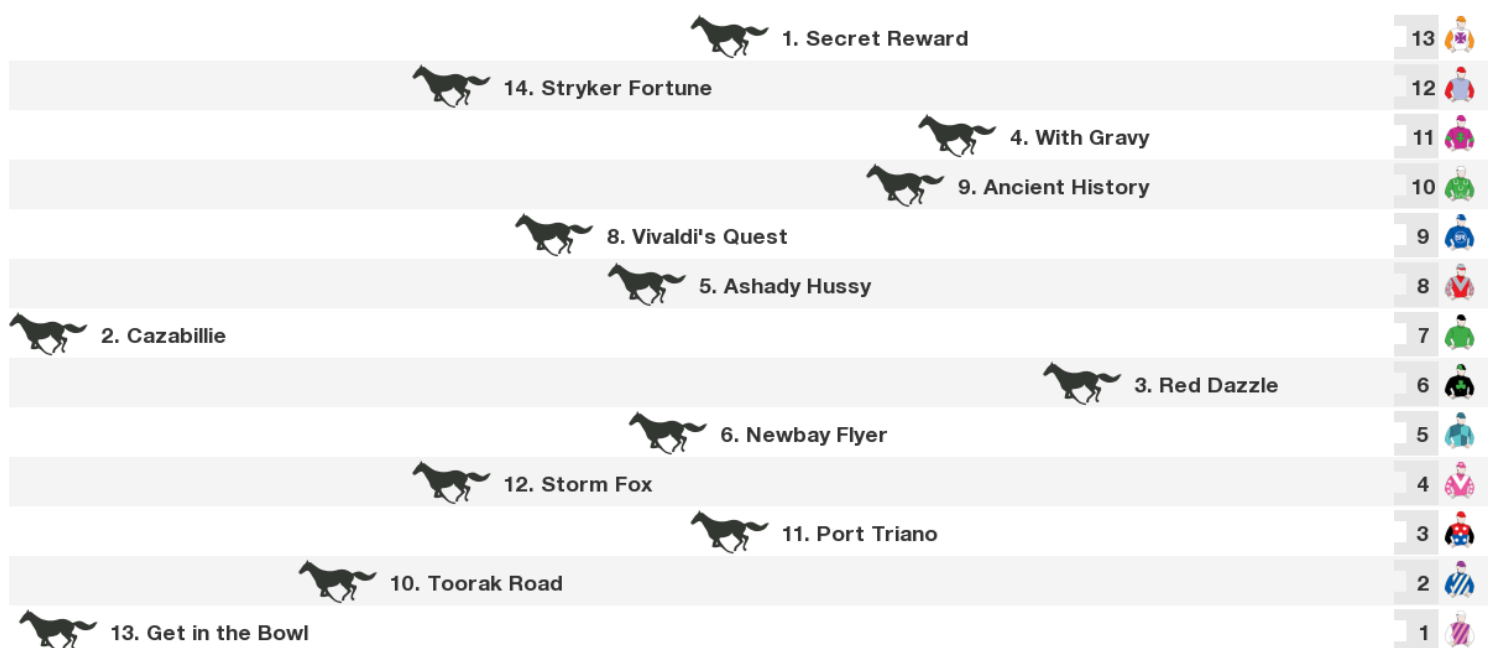 1. Secret Reward 13
14. Stryker Fortune 12
4. With Gravy 11
9. Ancient History 10
8. Vivaldi's Quest 9
5. Ashady Hussy 8
2. Cazabillie 7
3. Red Dazzle 6
6. Newbay Flyer 5
12. Storm Fox 4
11. Port Triano 3
10. Toorak Road 2
13. Get in the Bowl 1